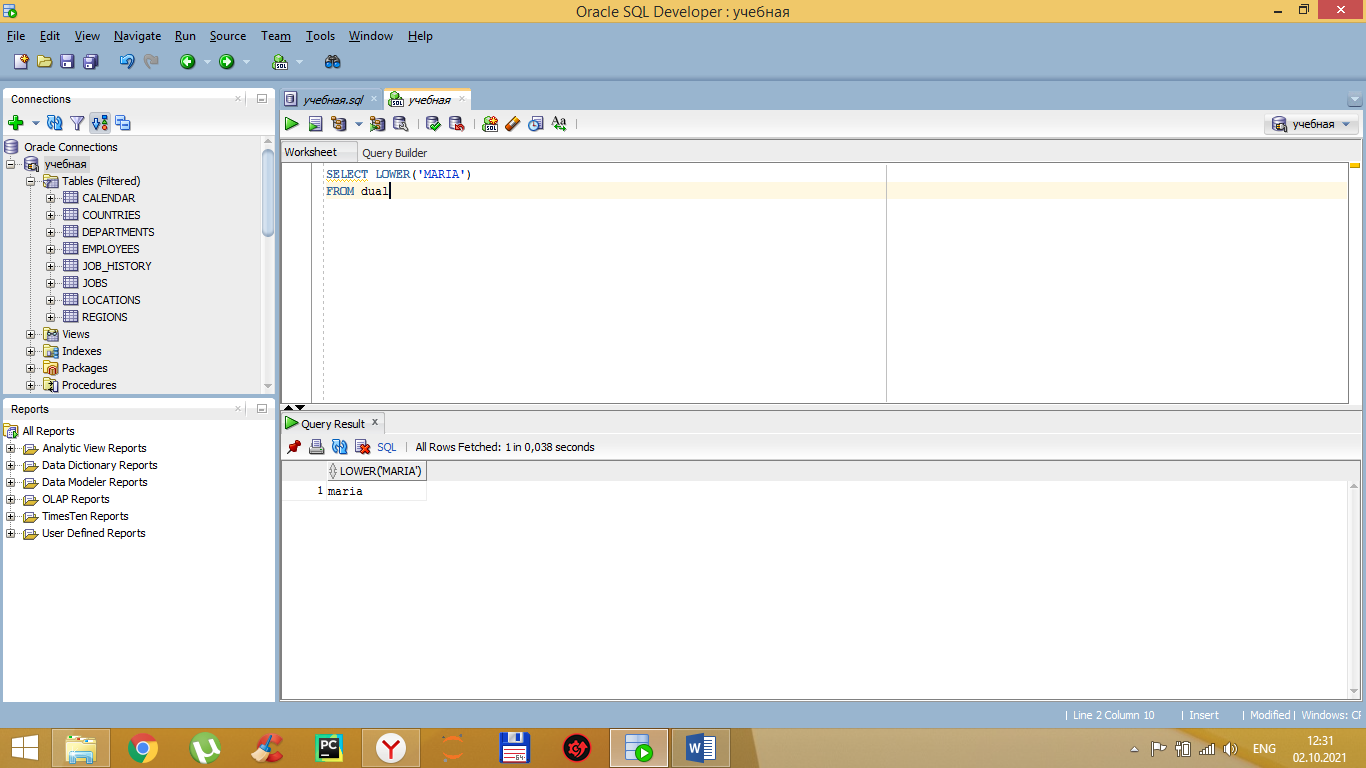 Oracle SQL Developer : учебная
File Edit View Navigate Run Source Team Tools Window Help
Connections
Oracle Connections
учебная
Tables (Filtered)
CALENDAR
COUNTRIES
DEPARTMENTS
EMPLOYEES
JOB_HISTORY
JOBS
LOCATIONS
REGIONS
Views
Indexes
Packages
Procedures
Reports
All Reports
Analytic View Reports
Data Dictionary Reports
Data Modeler Reports
OLAP Reports
TimesTen Reports
User Defined Reports
учебная.sql учебная
учебная
Worksheet Query Builder
SELECT LOWER('MARIA')
FROM dual
Query Result
SQL | All Rows Fetched: 1 in 0,038 seconds
LOWER('MARIA')
1 maria
| Line 2 Column 10 | Insert | Modified | Windows: CF
ENG 12:31
02.10.2021